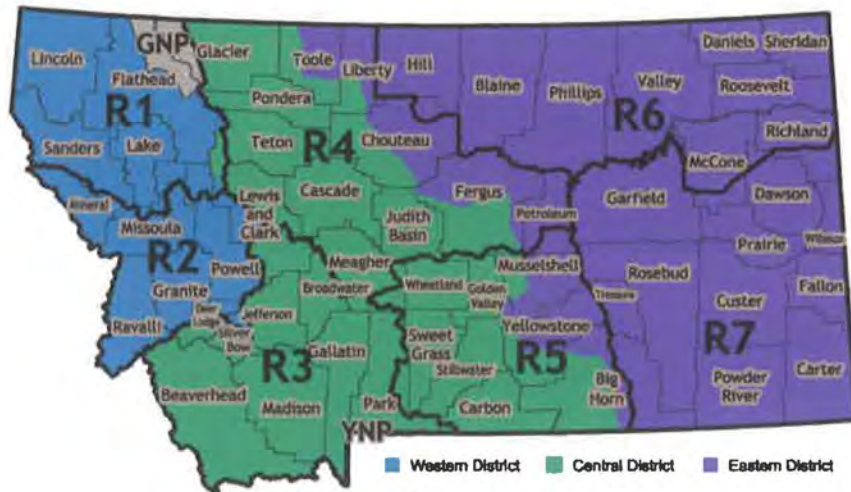 GNP
Glacier
Toole
Daniels
Sheridan
Lincoln
Flathead
Liberty
Hill
Blaine
Phillips
Valley
Roosevelt
R1
Pondera
R6
Sanders
Lake
Teton
R4
Chouteau
Richland
McCone
Mineral
Missoula
Lewis
and
Clark
Cascade
Fergus
Petroleum
Garfield
Dawson
Judith
Basin
R2
Powell
Meagher
Musselshell
Prairie
Wibaux
Granite
Broadwater
Wheatland
Golden
Valley
Rosebud
Treasure
Fallon
Ravalli
Deer
Lodge
Silver
Bow
Jefferson
Custer
Yellowstone
Gallatin
Sweet
Grass
R3
R5
R7
Stillwater
Beaverhead
Madison
Park
Carbon
Big
Horn
Powder
River
Carter
YNP
Western District
Central District
Eastern District